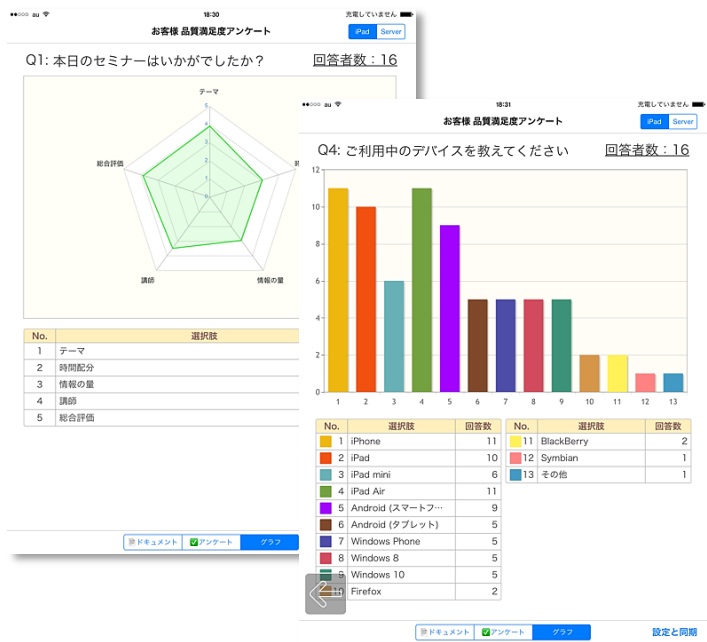 au 18:30 充電していません
お客様 品質満足度アンケート
iPad Server
Q1: 本日のセミナーはいかがでしたか？ 回答者数：16
テーマ
5
4
3
2
1
0
総合評価
講師
情報の量
No. 選択肢
1 テーマ
2 時間配分
3 情報の量
4 講師
5 総合評価
ドキュメント アンケート グラフ
au 18:31 充電していません
お客様 品質満足度アンケート
iPad Server
Q4: ご利用中のデバイスを教えてください 回答者数：16
12
10
8
6
4
2
0
1 2 3 4 5 6 7 8 9 10 11 12 13
No. 選択肢 回答数
1 iPhone 11
2 iPad 10
3 iPad mini 6
4 iPad Air 11
5 Android (スマートフ… 9
6 Android (タブレット) 5
7 Windows Phone 5
8 Windows 8 5
9 Windows 10 5
10 Firefox 2
No. 選択肢 回答数
11 BlackBerry 2
12 Symbian 1
13 その他 1
ドキュメント アンケート グラフ 設定と同期